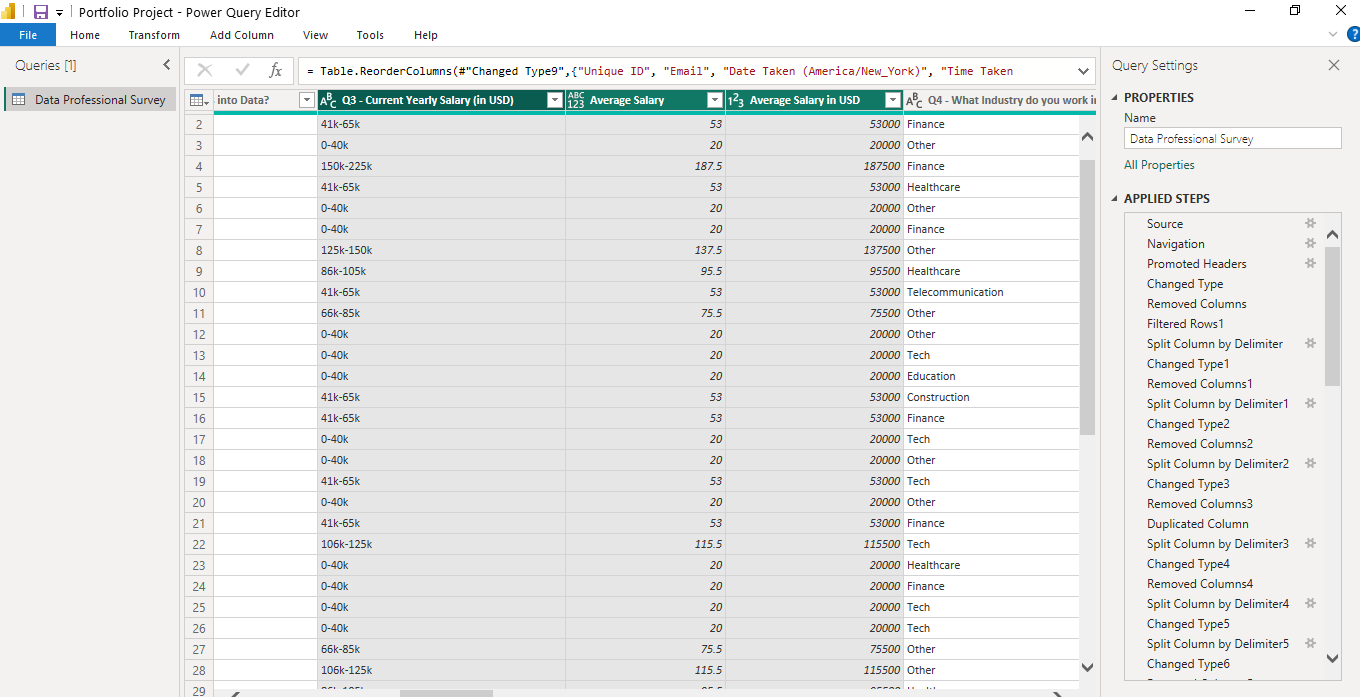 Portfolio Project - Power Query Editor
File Home Transform Add Column View Tools Help ?
Queries [1]
Data Professional Survey
fx = Table.ReorderColumns(#"Changed Type9",{"Unique ID", "Email", "Date Taken (America/New_York)", "Time Taken
into Data? ABC Q3 - Current Yearly Salary (in USD) ABC 123 Average Salary 123 Average Salary in USD ABC Q4 - What Industry do you work in
2 41k-65k 53 53000 Finance
3 0-40k 20 20000 Other
4 150k-225k 187.5 187500 Finance
5 41k-65k 53 53000 Healthcare
6 0-40k 20 20000 Other
7 0-40k 20 20000 Finance
8 125k-150k 137.5 137500 Other
9 86k-105k 95.5 95500 Healthcare
10 41k-65k 53 53000 Telecommunication
11 66k-85k 75.5 75500 Other
12 0-40k 20 20000 Other
13 0-40k 20 20000 Tech
14 0-40k 20 20000 Education
15 41k-65k 53 53000 Construction
16 41k-65k 53 53000 Finance
17 0-40k 20 20000 Tech
18 0-40k 20 20000 Other
19 41k-65k 53 53000 Tech
20 0-40k 20 20000 Other
21 41k-65k 53 53000 Finance
22 106k-125k 115.5 115500 Tech
23 0-40k 20 20000 Healthcare
24 0-40k 20 20000 Finance
25 0-40k 20 20000 Tech
26 0-40k 20 20000 Tech
27 66k-85k 75.5 75500 Other
28 106k-125k 115.5 115500 Other
29
Query Settings
PROPERTIES
Name
Data Professional Survey
All Properties
APPLIED STEPS
Source
Navigation
Promoted Headers
Changed Type
Removed Columns
Filtered Rows1
Split Column by Delimiter
Changed Type1
Removed Columns1
Split Column by Delimiter1
Changed Type2
Removed Columns2
Split Column by Delimiter2
Changed Type3
Removed Columns3
Duplicated Column
Split Column by Delimiter3
Changed Type4
Removed Columns4
Split Column by Delimiter4
Changed Type5
Split Column by Delimiter5
Changed Type6